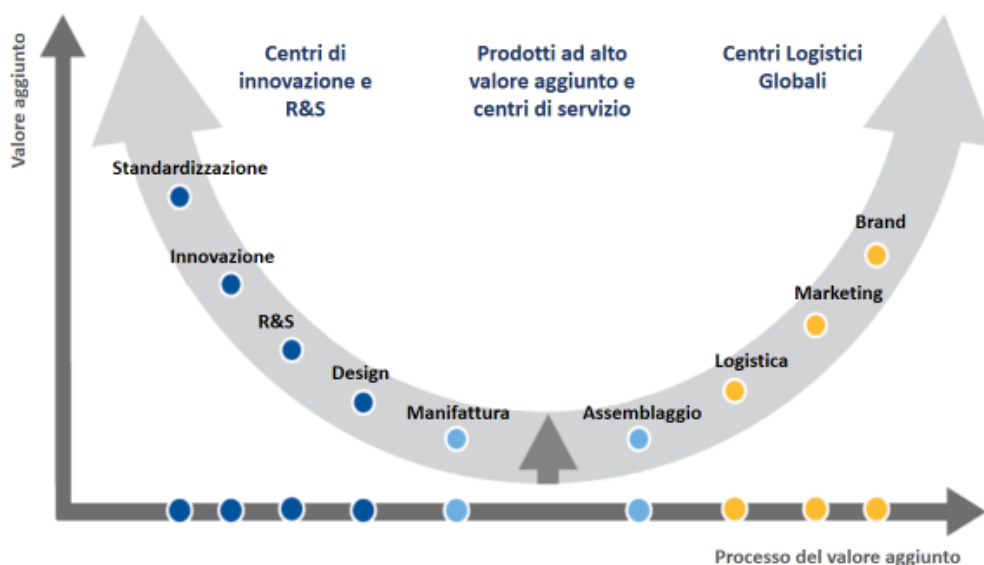 Valore aggiunto
Centri di
innovazione e
R&S
Prodotti ad alto
valore aggiunto e
centri di servizio
Centri Logistici
Globali
Standardizzazione
Innovazione
R&S
Design
Manifattura
Assemblaggio
Logistica
Marketing
Brand
Processo del valore aggiunto